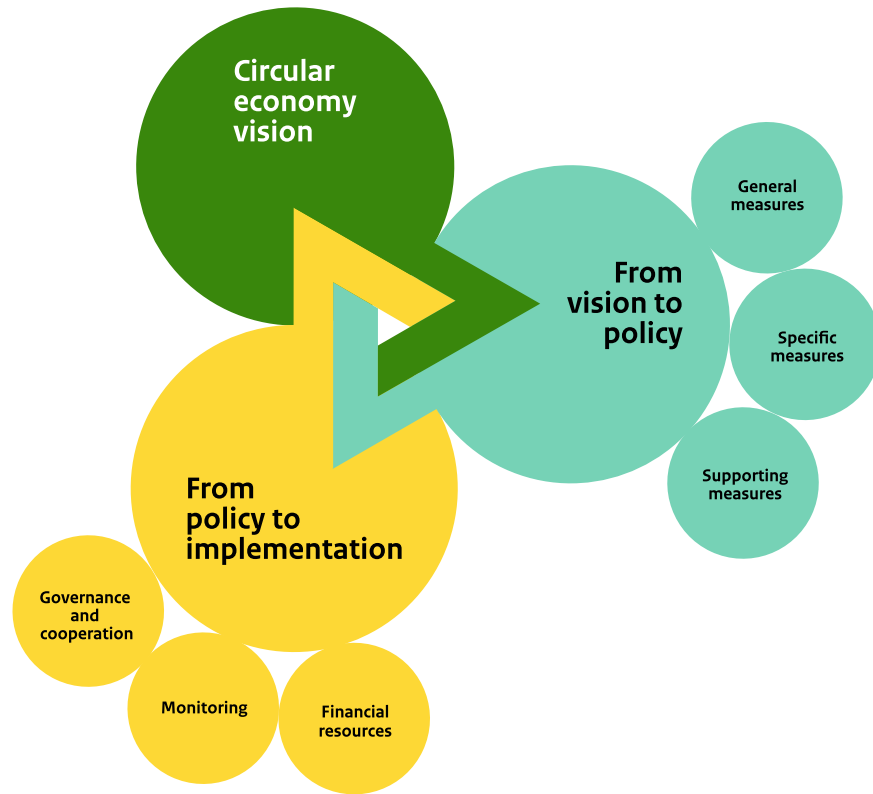 Circular
economy
vision
From
vision to
policy
General
measures
Specific
measures
Supporting
measures
From
policy to
implementation
Governance
and
cooperation
Monitoring
Financial
resources